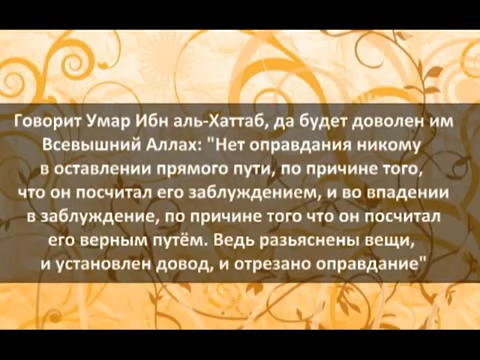 Говорит Умар Ибн аль-Хаттаб, да будет доволен им
Всевышний Аллах: "Нет оправдания никому
в оставлении прямого пути, по причине того,
что он посчитал его заблуждением, и во впадении
в заблуждение, по причине того что он посчитал
его верным путём. Ведь разьяснены вещи,
и установлен довод, и отрезано оправдание"